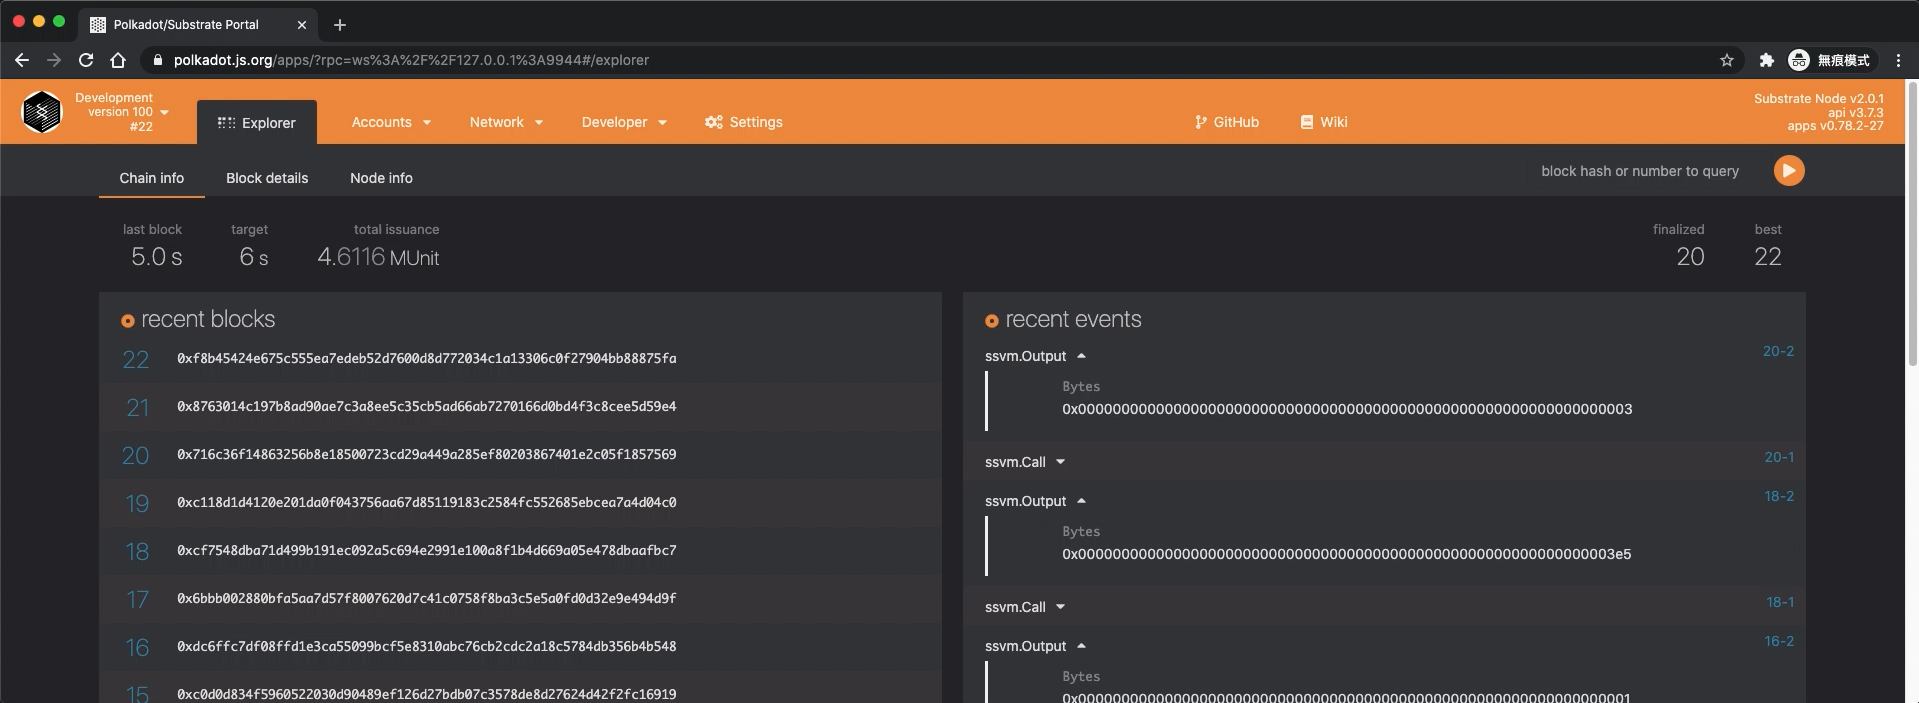 Polkadot/Substrate Portal
polkadot.js.org/apps/?rpc=ws%3A%2F%2F127.0.0.1%3A9944#/explorer
無痕模式
Development
version 100
#22
Explorer
Accounts
Network
Developer
Settings
GitHub
Wiki
Substrate Node v2.0.1
api v3.7.3
apps v0.78.2-27
Chain info
Block details
Node info
block hash or number to query
last block
5.0 s
target
6 s
total issuance
4.6116 MUnit
finalized
20
best
22
recent blocks
22 0xf8b45424e675c555ea7edeb52d7600d8d772034c1a13306c0f27904bb88875fa
21 0x8763014c197b8ad90ae7c3a8ee5c35cb5ad66ab7270166d0bd4f3c8cee5d59e4
20 0x716c36f14863256b8e18500723cd29a449a285ef80203867401e2c05f1857569
19 0xc118d1d4120e201da0f043756aa67d85119183c2584fc552685ebcea7a4d04c0
18 0xcf7548dba71d499b191ec092a5c694e2991e100a8f1b4d669a05e478dbaafbc7
17 0x6bbb002880bfa5aa7d57f8007620d7c41c0758f8ba3c5e5a0fd0d32e9e494d9f
16 0xdc6ffc7df08ffd1e3ca55099bcf5e8310abc76cb2cdc2a18c5784db356b4b548
15 0xc0d0d834f5960522030d90489ef126d27bdb07c3578de8d27624d42f2fc16919
recent events
ssvm.Output 20-2
Bytes
0x0000000000000000000000000000000000000000000000000000000000000003
ssvm.Call 20-1
ssvm.Output 18-2
Bytes
0x00000000000000000000000000000000000000000000000000000000000003e5
ssvm.Call 18-1
ssvm.Output 16-2
Bytes
0x0000000000000000000000000000000000000000000000000000000000000001